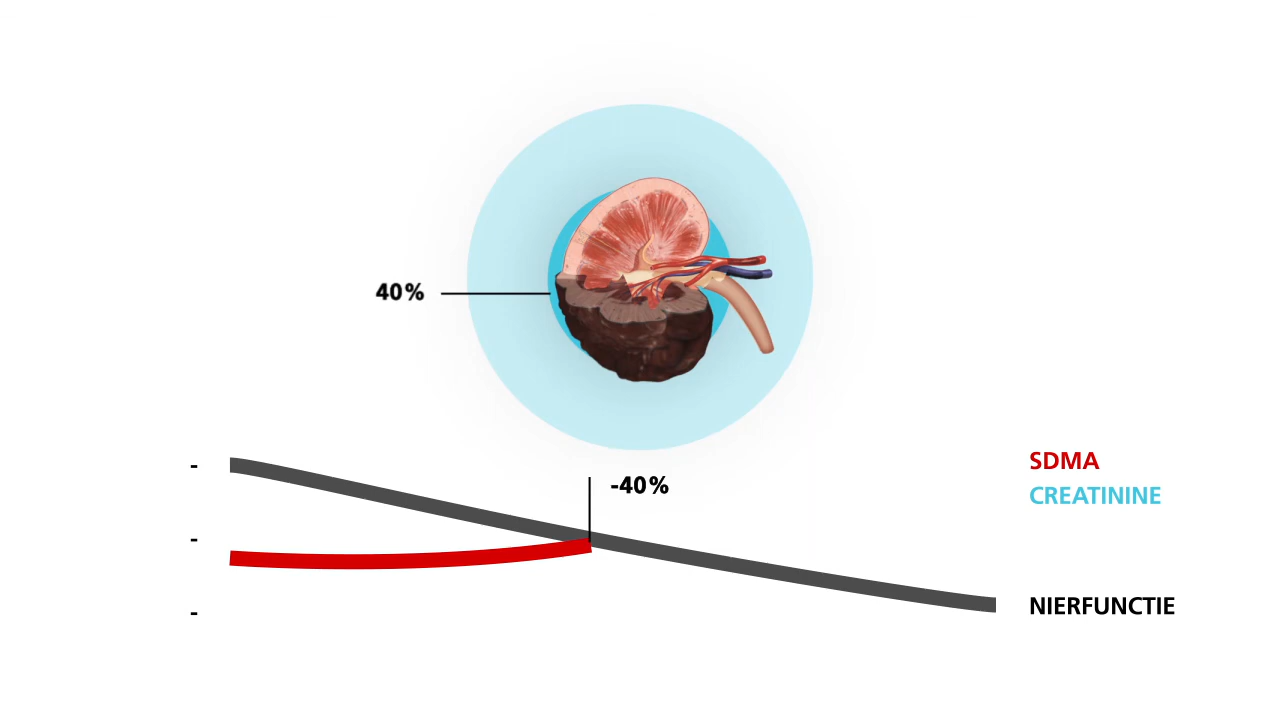 40%
-40%
SDMA
CREATININE
NIERFUNCTIE
-
-
-